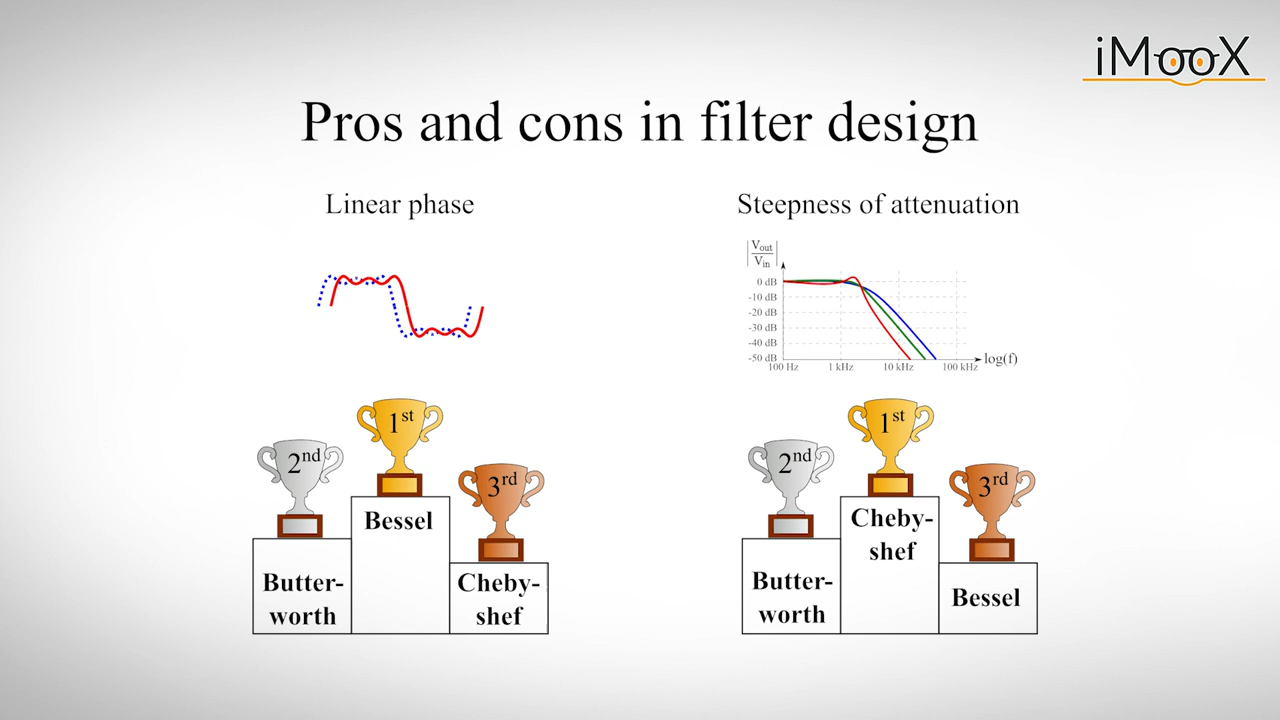 iMooX
Pros and cons in filter design
Linear phase
Steepness of attenuation
|Vout/Vin|
0 dB
-10 dB
-20 dB
-30 dB
-40 dB
-50 dB
100 Hz 1 kHz 10 kHz 100 kHz
log(f)
1st
2nd
3rd
Bessel
Butter-
worth
Cheby-
shef
1st
2nd
3rd
Cheby-
shef
Butter-
worth
Bessel